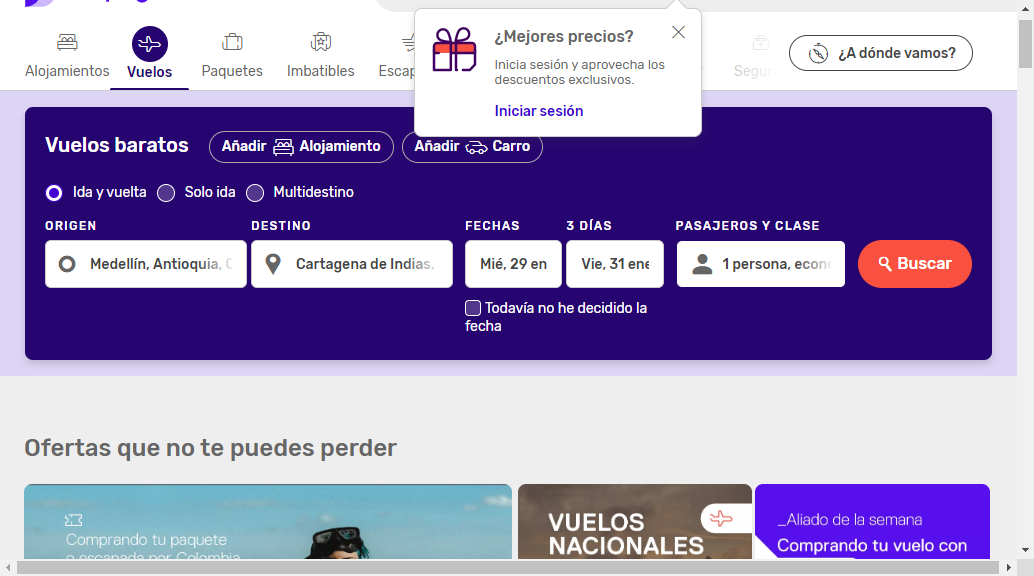 ¿Mejores precios?
Inicia sesión y aprovecha los
descuentos exclusivos.
Iniciar sesión
Alojamientos
Vuelos
Paquetes
Imbatibles
Escap
Segur
¿A dónde vamos?
Vuelos baratos
Añadir Alojamiento
Añadir Carro
Ida y vuelta
Solo ida
Multidestino
ORIGEN
DESTINO
FECHAS
3 DÍAS
PASAJEROS Y CLASE
Medellín, Antioquia, C
Cartagena de Indias,
Mié, 29 en
Vie, 31 ene
1 persona, econ
Buscar
Todavía no he decidido la
fecha
Ofertas que no te puedes perder
Comprando tu paquete
o escapada por Colombia
VUELOS
NACIONALES
_Aliado de la semana
Comprando tu vuelo con